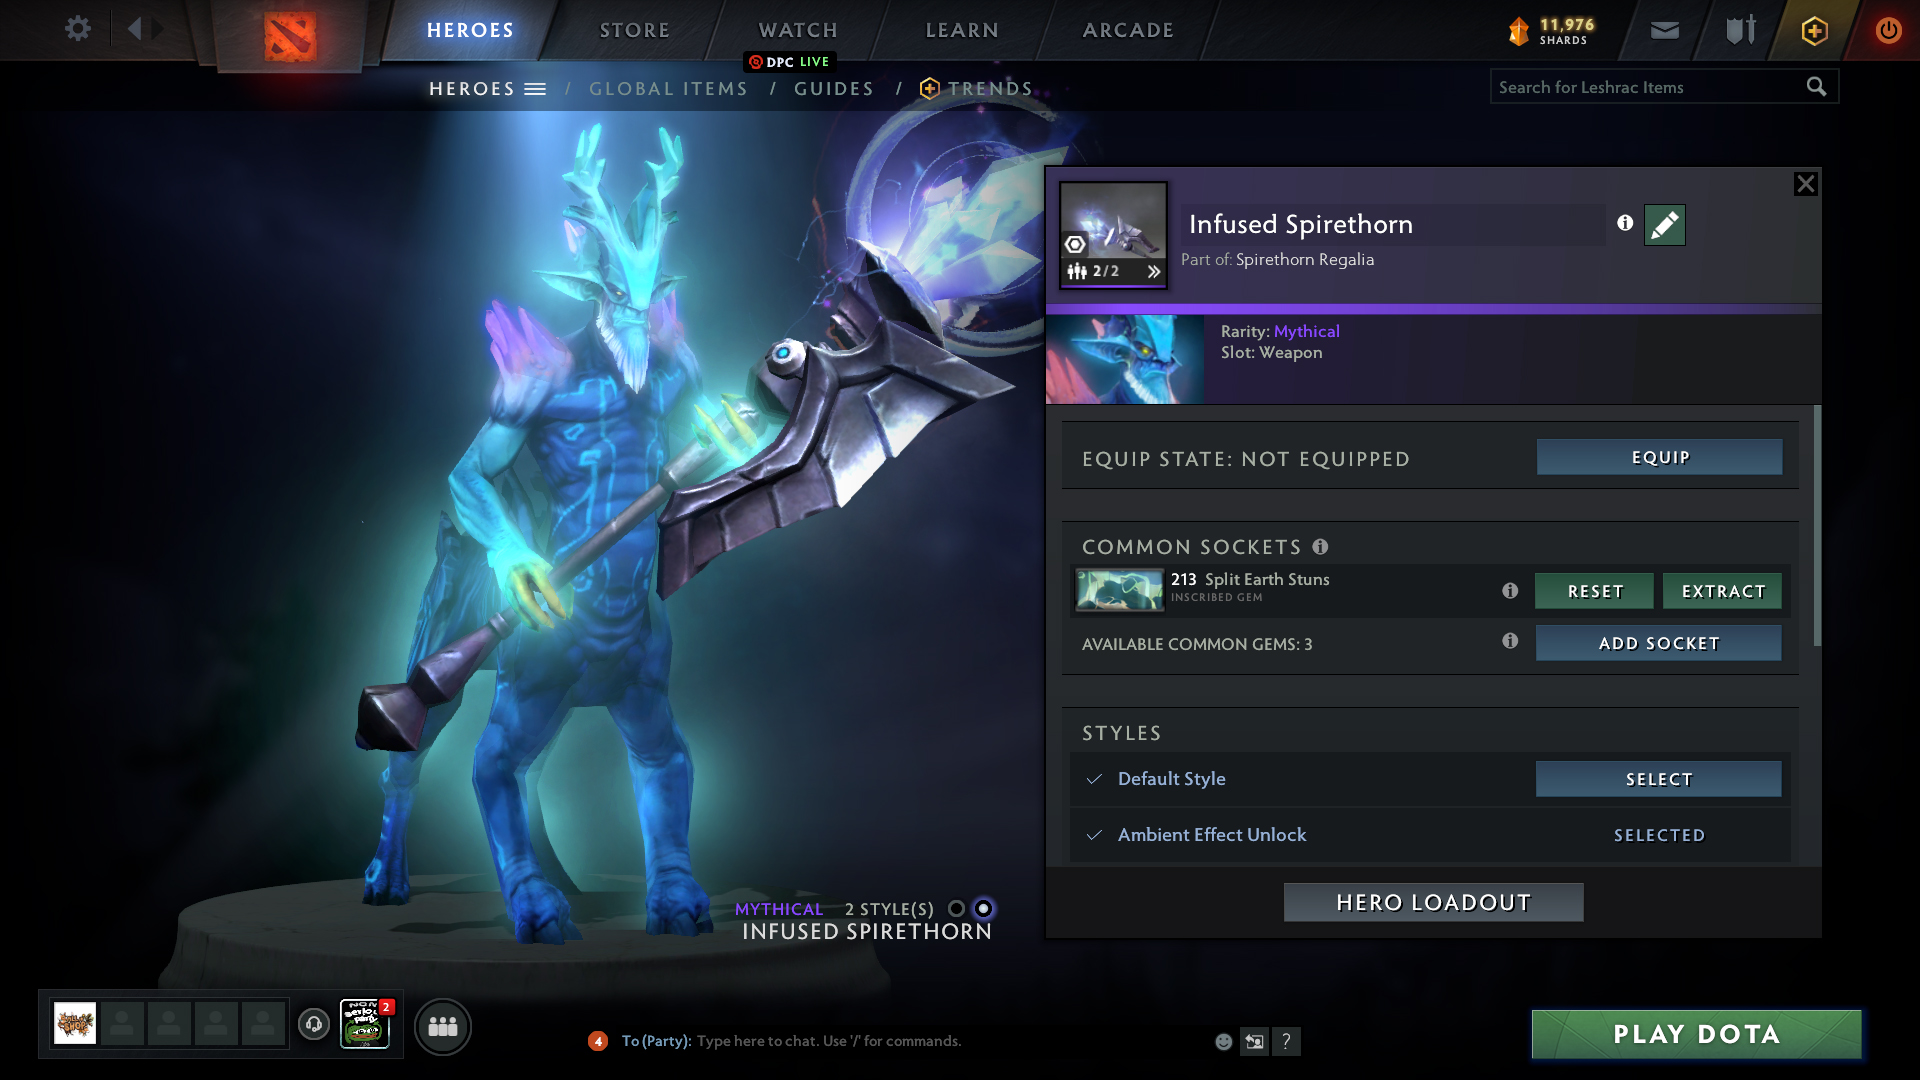 HEROES
STORE
WATCH
LEARN
ARCADE
11,976
SHARDS
DPC LIVE
HEROES / GLOBAL ITEMS / GUIDES / TRENDS
Search for Leshrac Items
Infused Spirethorn
Part of: Spirethorn Regalia
2/2
Rarity: Mythical
Slot: Weapon
EQUIP STATE: NOT EQUIPPED
EQUIP
COMMON SOCKETS
213 Split Earth Stuns
INSCRIBED GEM
RESET
EXTRACT
AVAILABLE COMMON GEMS: 3
ADD SOCKET
STYLES
Default Style
SELECT
Ambient Effect Unlock
SELECTED
HERO LOADOUT
MYTHICAL 2 STYLE(S)
INFUSED SPIRETHORN
2
4
To (Party): Type here to chat. Use '/' for commands.
?
PLAY DOTA